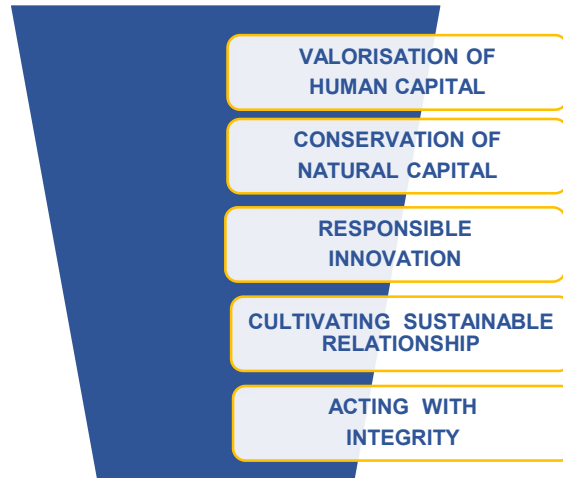 VALORISATION OF
HUMAN CAPITAL
CONSERVATION OF
NATURAL CAPITAL
RESPONSIBLE
INNOVATION
CULTIVATING SUSTAINABLE
RELATIONSHIP
ACTING WITH
INTEGRITY